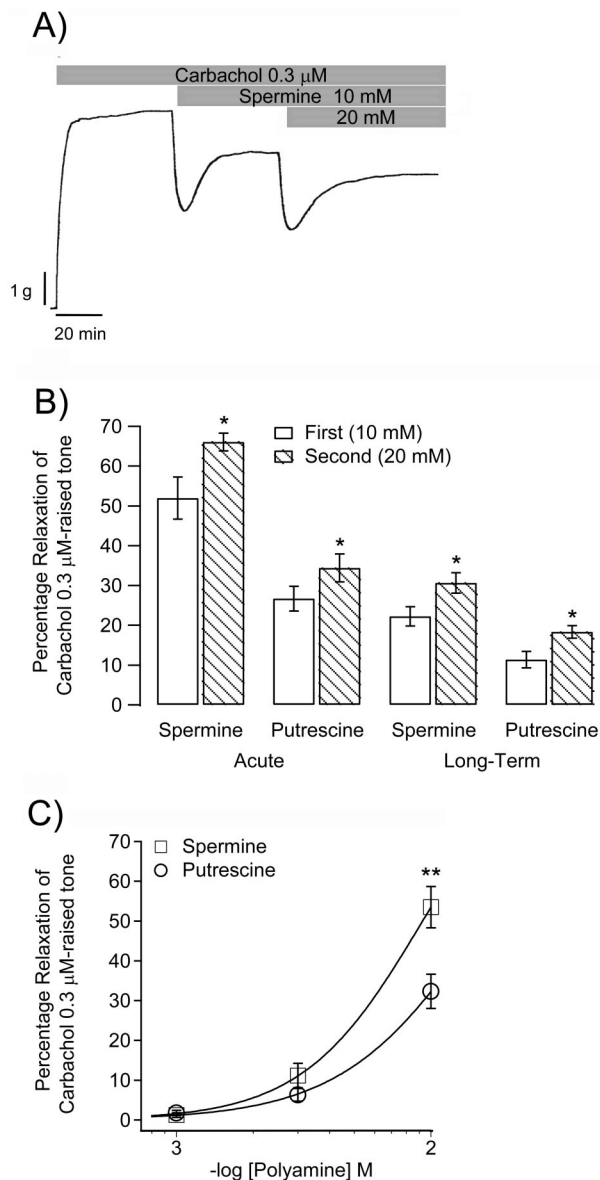 A)
Carbachol 0.3 μM
Spermine 10 mM
20 mM
1 g
20 min
B)
Percentage Relaxation of
Carbachol 0.3 μM-raised tone
70
60
50
40
30
20
10
0
First (10 mM)
Second (20 mM)
*
*
*
*
Spermine
Putrescine
Spermine
Putrescine
Acute
Long-Term
C)
Percentage Relaxation of
Carbachol 0.3 μM-raised tone
70
60
50
40
30
20
10
0
Spermine
Putrescine
**
3
2
-log [Polyamine] M